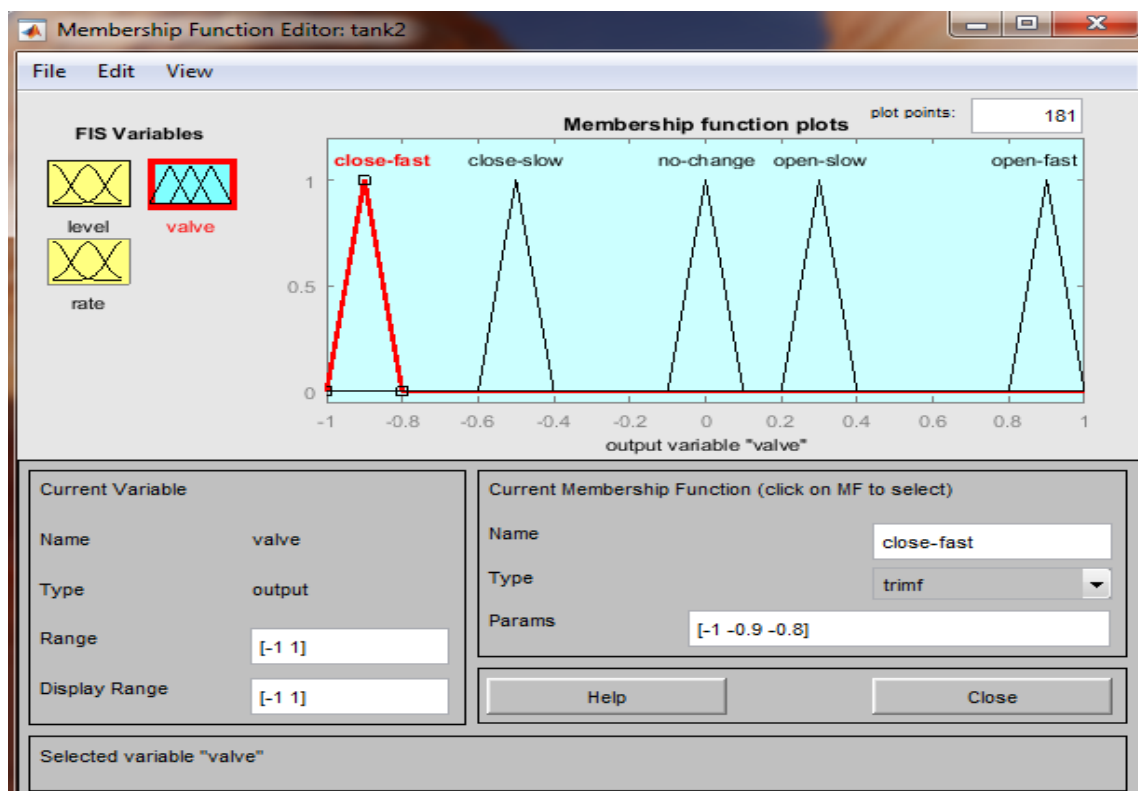 Membership Function Editor: tank2
File Edit View
FIS Variables
level
valve
rate
Membership function plots
plot points:
181
close-fast close-slow no-change open-slow open-fast
1
0.5
0
-1 -0.8 -0.6 -0.4 -0.2 0 0.2 0.4 0.6 0.8 1
output variable "valve"
Current Variable
Name valve
Type output
Range [-1 1]
Display Range [-1 1]
Current Membership Function (click on MF to select)
Name close-fast
Type trimf
Params [-1 -0.9 -0.8]
Help
Close
Selected variable "valve"